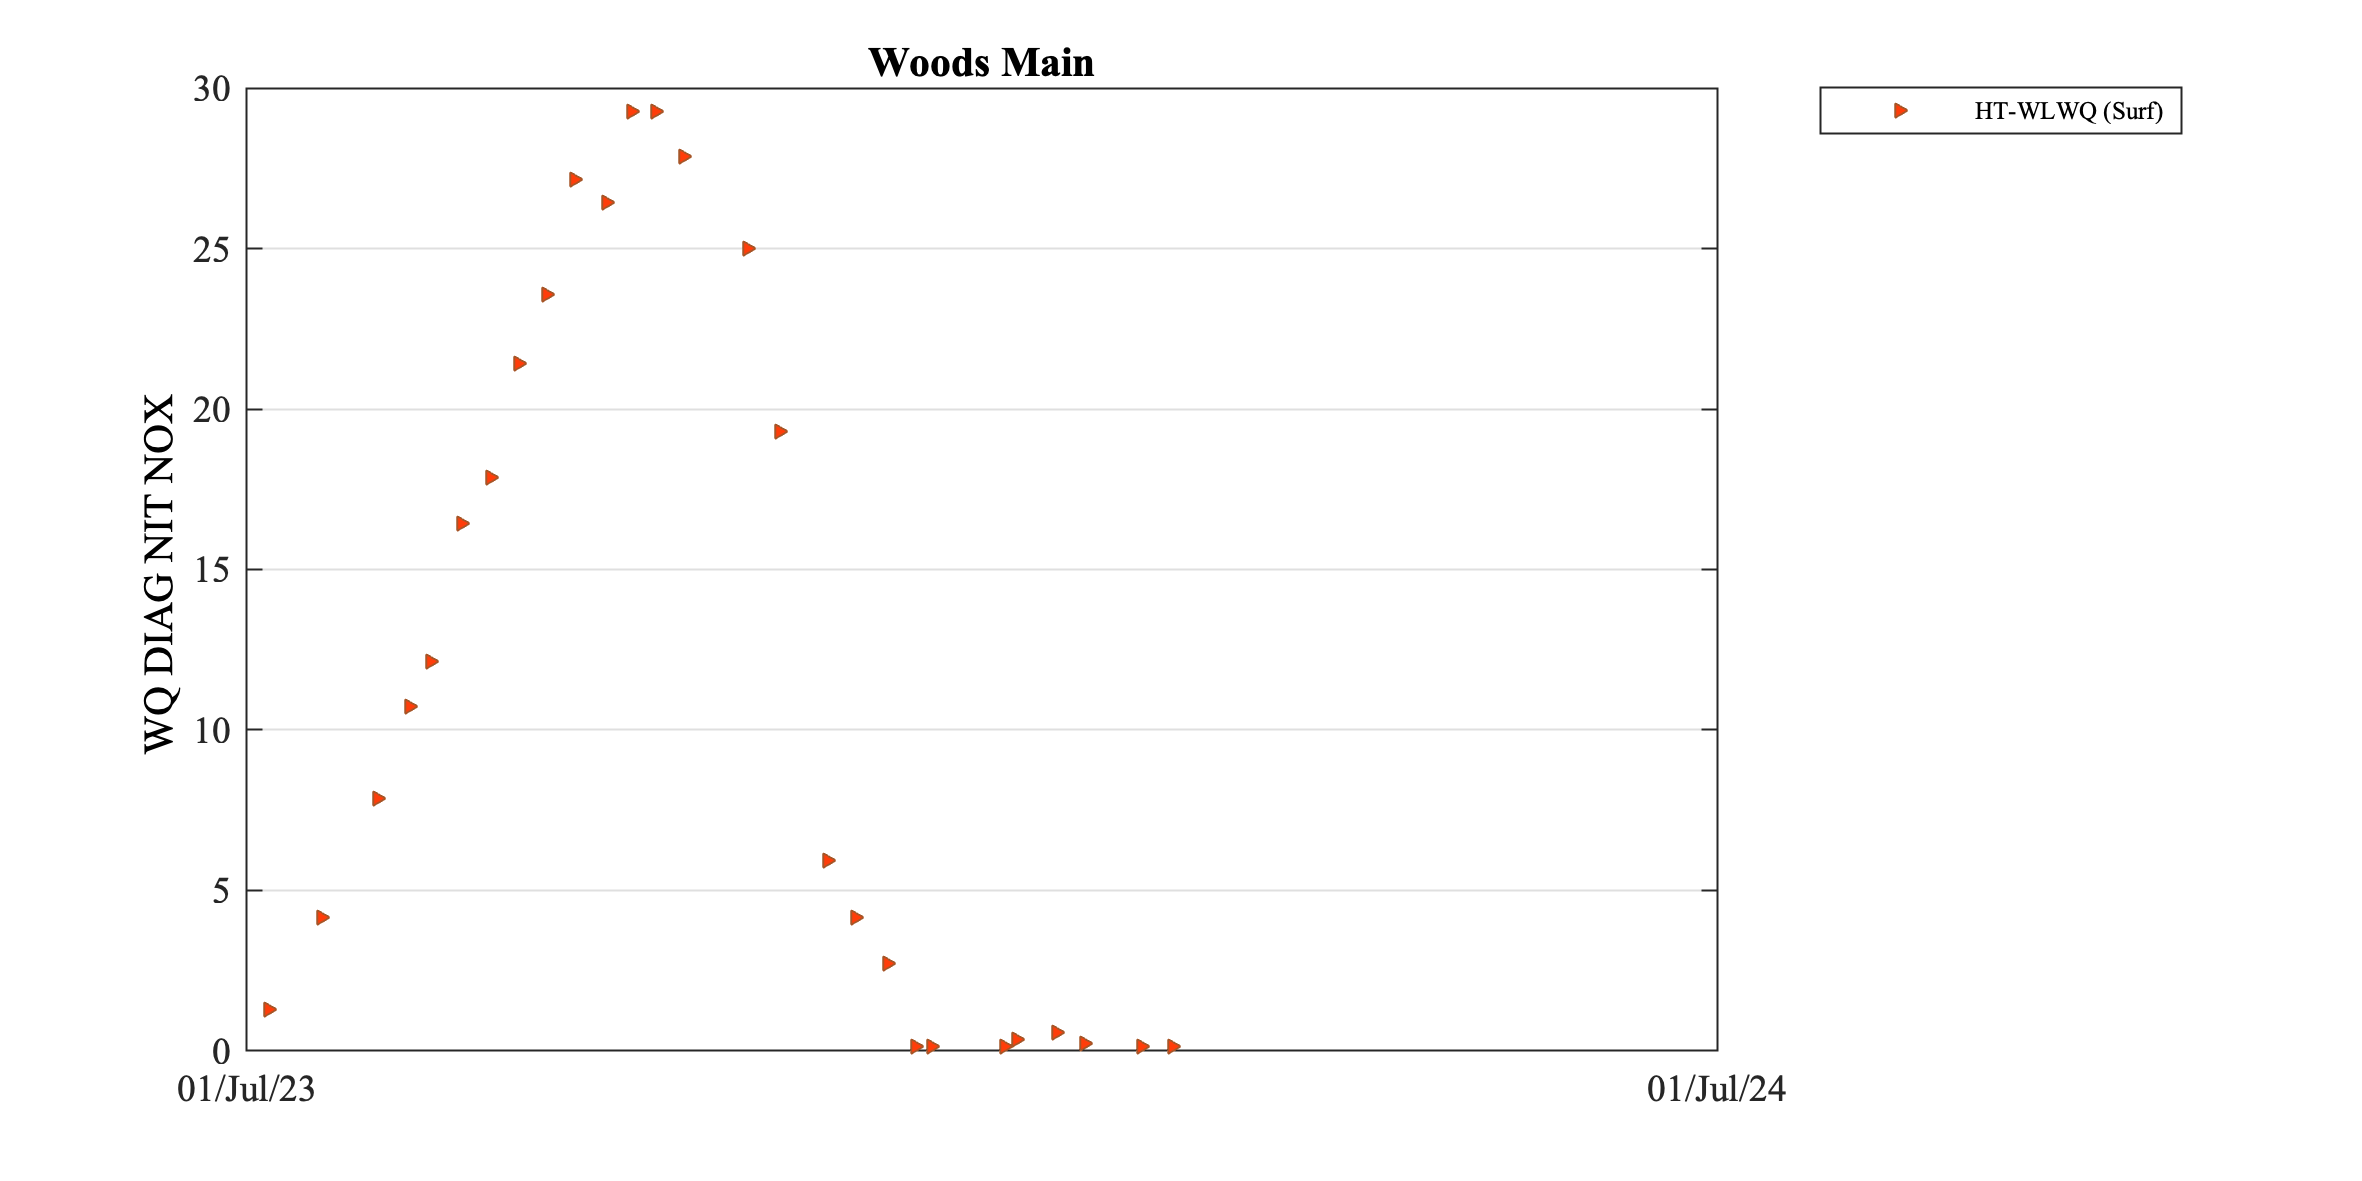 Woods Main
HT-WLWQ (Surf)
WQ DIAG NIT NOX
30
25
20
15
10
5
0
01/Jul/23
01/Jul/24